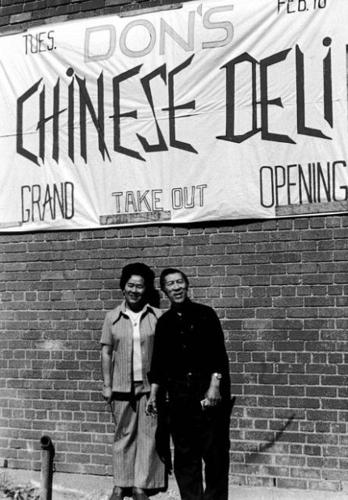 TUES. DON'S FEB. 18
CHINESE DELI
GRAND TAKE OUT OPENING